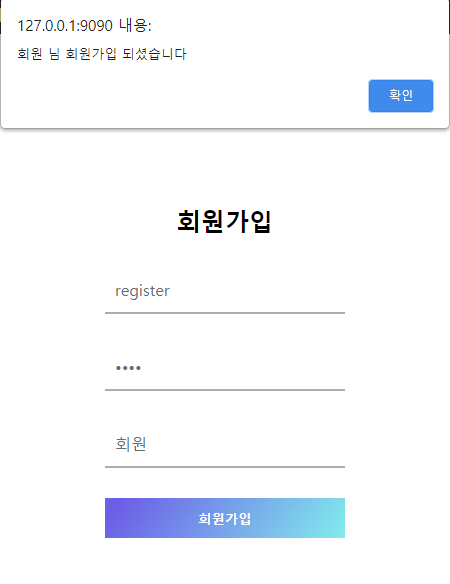 127.0.0.1:9090 내용:
회원 님 회원가입 되셨습니다
확인
회원가입
register
••••
회원
회원가입